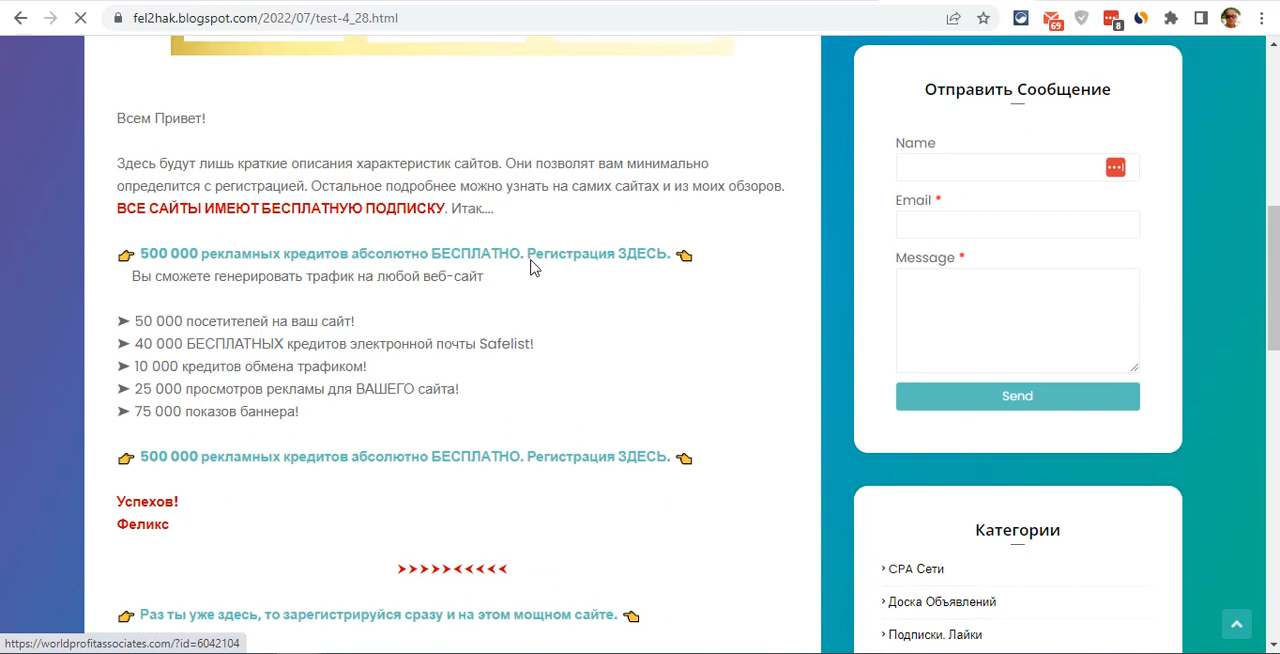 fel2hak.blogspot.com/2022/07/test-4_28.html
69
8
Всем Привет!
Здесь будут лишь краткие описания характеристик сайтов. Они позволят вам минимально
определится с регистрацией. Остальное подробнее можно узнать на самих сайтах и из моих обзоров.
ВСЕ САЙТЫ ИМЕЮТ БЕСПЛАТНУЮ ПОДПИСКУ. Итак....
500 000 рекламных кредитов абсолютно БЕСПЛАТНО. Регистрация ЗДЕСЬ.
Вы сможете генерировать трафик на любой веб-сайт
➤ 50 000 посетителей на ваш сайт!
➤ 40 000 БЕСПЛАТНЫХ кредитов электронной почты Safelist!
➤ 10 000 кредитов обмена трафиком!
➤ 25 000 просмотров рекламы для ВАШЕГО сайта!
➤ 75 000 показов баннера!
500 000 рекламных кредитов абсолютно БЕСПЛАТНО. Регистрация ЗДЕСЬ.
Успехов!
Феликс
Раз ты уже здесь, то зарегистрируйся сразу и на этом мощном сайте.
https://worldprofitassociates.com/?id=6042104
Отправить Сообщение
Name
Email *
Message *
Send
Категории
› CPA Сети
› Доска Объявлений
› Подписки. Лайки